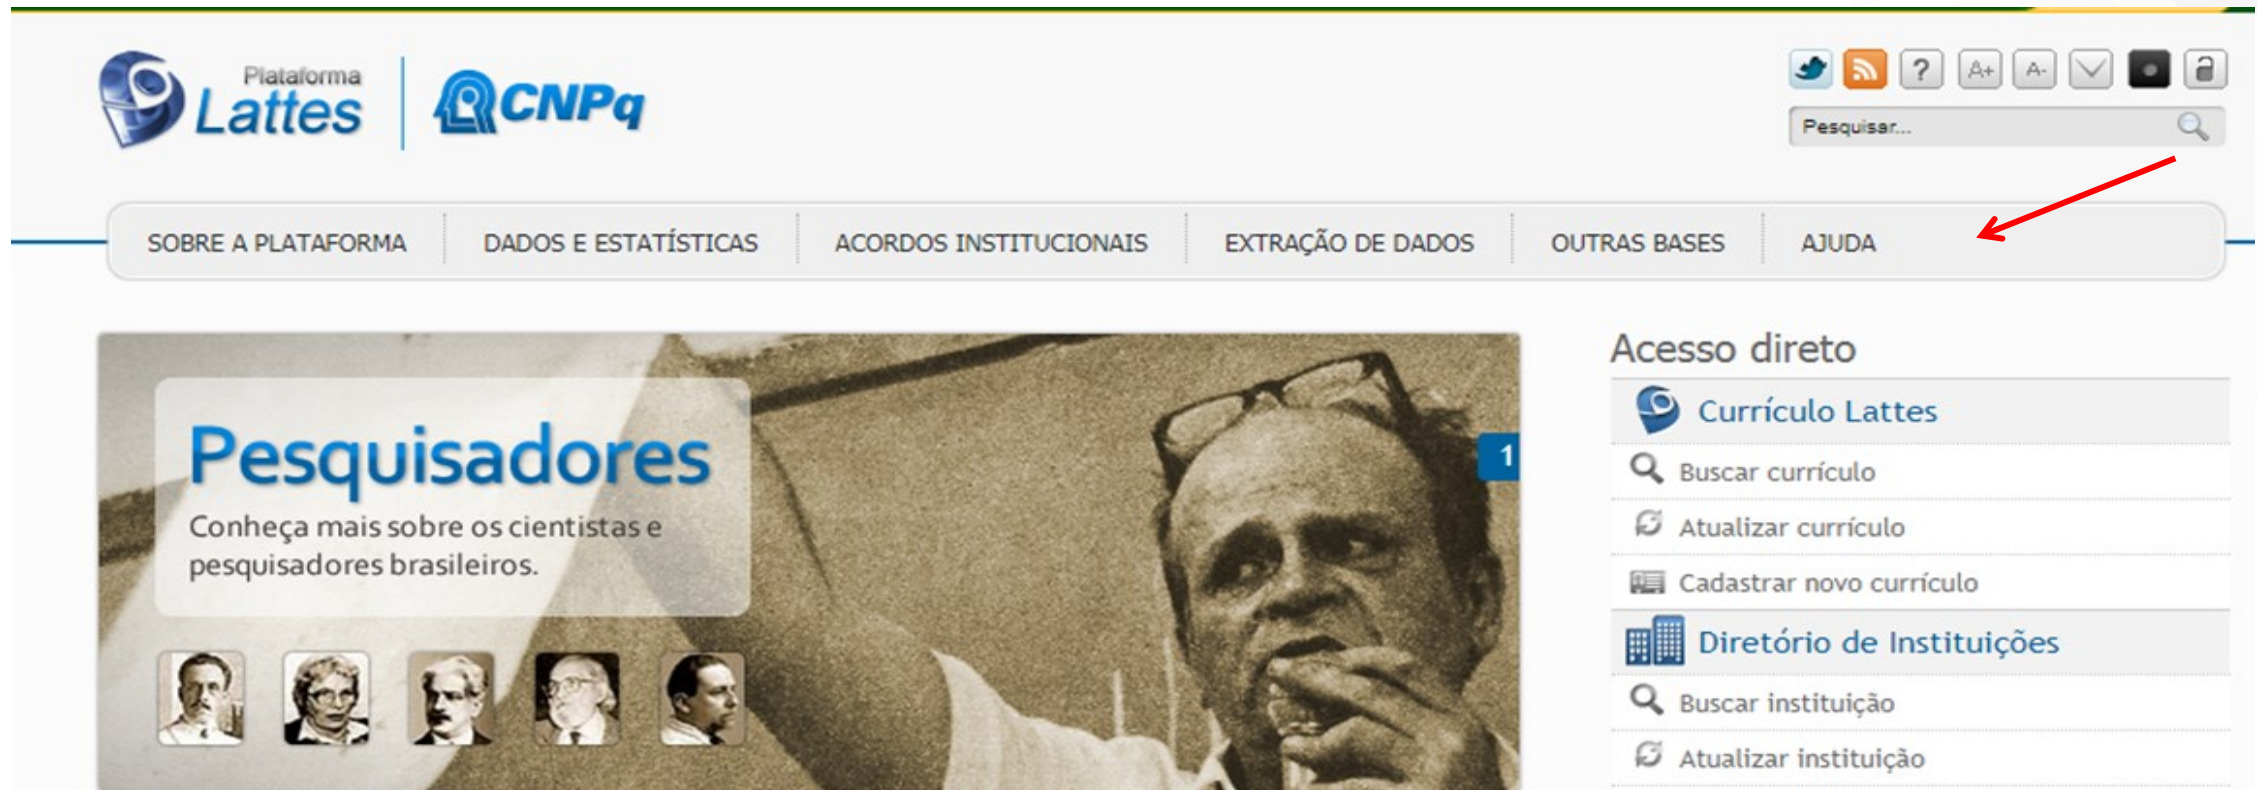 Plataforma
Lattes
CNPq
? A+ A-
Pesquisar...
SOBRE A PLATAFORMA DADOS E ESTATÍSTICAS ACORDOS INSTITUCIONAIS EXTRAÇÃO DE DADOS OUTRAS BASES AJUDA
Pesquisadores
Conheça mais sobre os cientistas e
pesquisadores brasileiros.
1
Acesso direto
Currículo Lattes
Buscar currículo
Atualizar currículo
Cadastrar novo currículo
Diretório de Instituições
Buscar instituição
Atualizar instituição